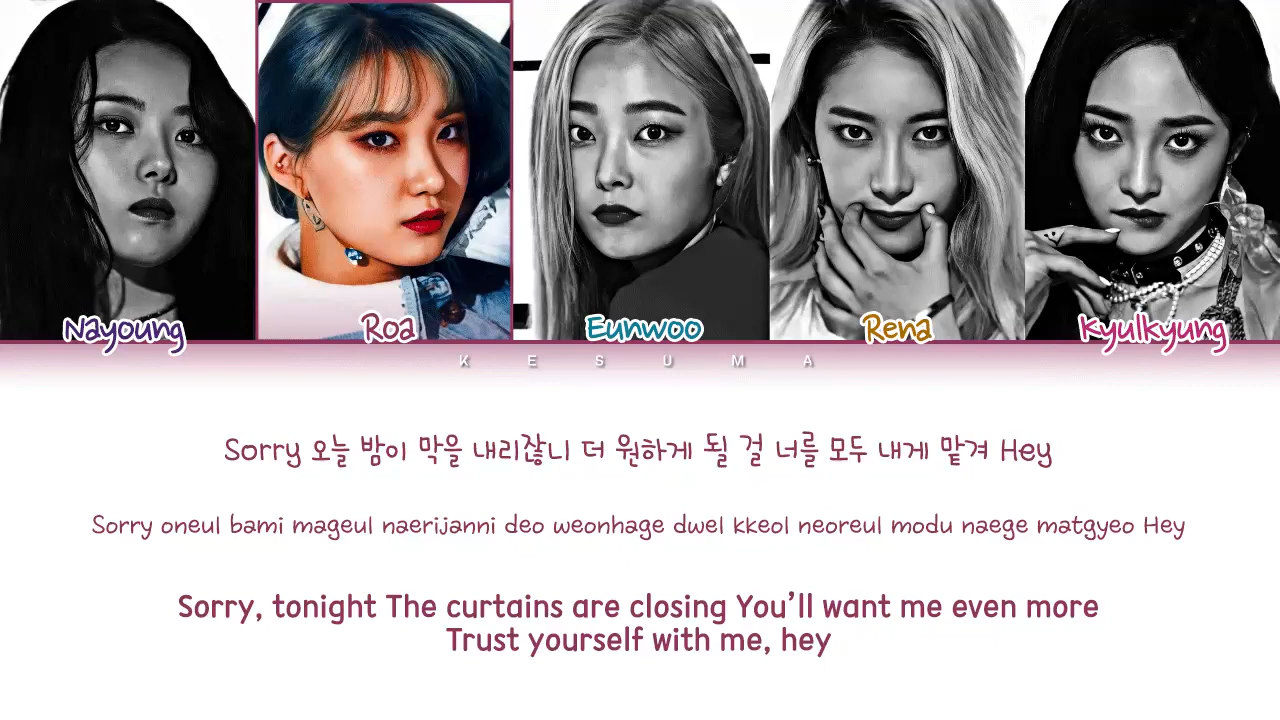 Nayoung Roa Eunwoo Rena Kyulkyung
K E S U M A
Sorry 오늘 밤이 막을 내리잖니 더 원하게 될 걸 너를 모두 내게 맡겨 Hey
Sorry oneul bami mageul naerijanni deo weonhage dwel kkeol neoreul modu naege matgyeo Hey
Sorry, tonight The curtains are closing You’ll want me even more
Trust yourself with me, hey